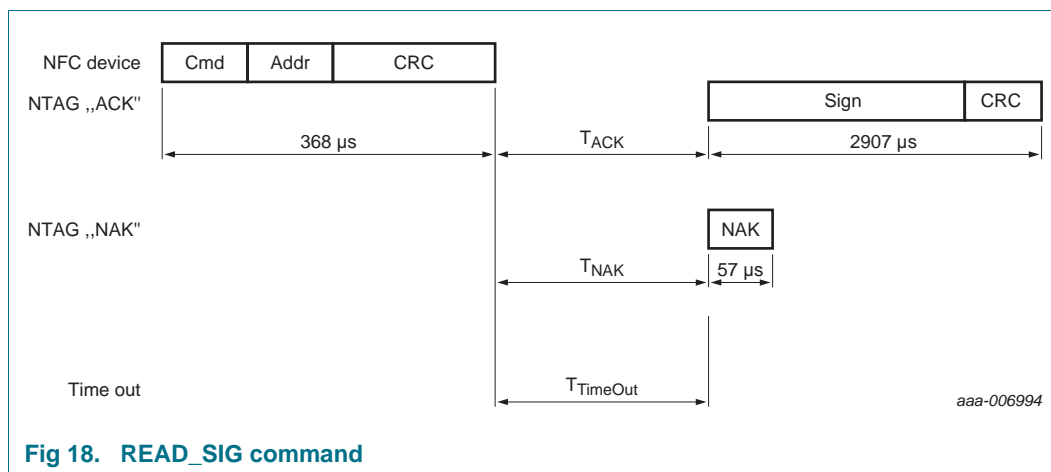 NFC device Cmd Addr CRC
NTAG ,,ACK" Sign CRC
368 µs TACK 2907 µs
NTAG ,,NAK" NAK
TNAK 57 µs
Time out TTimeOut aaa-006994
Fig 18. READ_SIG command